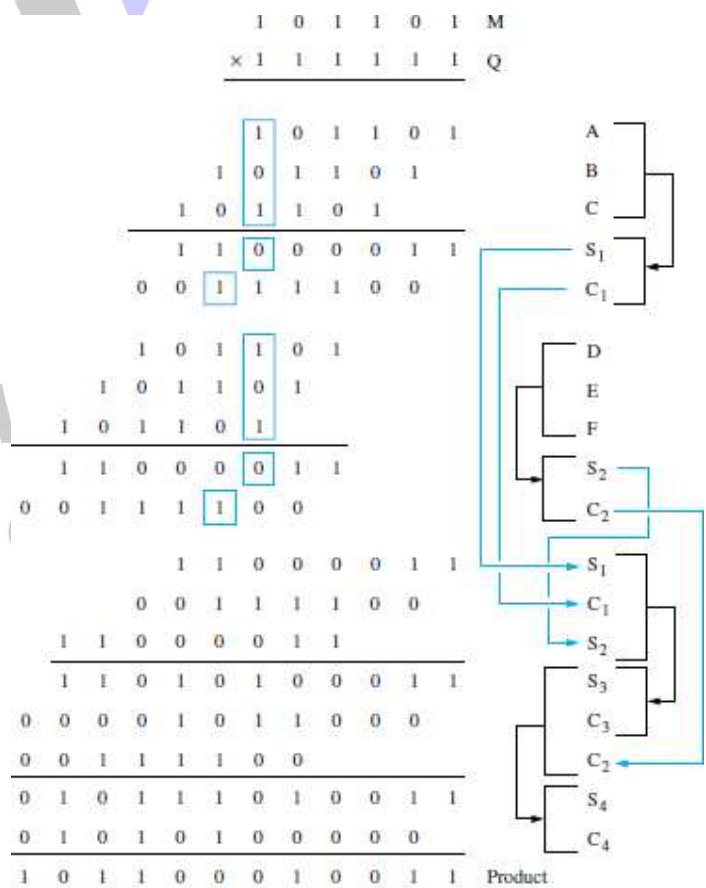 1 0 1 1 0 1 M
× 1 1 1 1 1 1 Q
1 0 1 1 0 1 A
1 0 1 1 0 1 B
1 0 1 1 0 1 C
1 1 0 0 0 0 1 1 S1
0 0 1 1 1 1 0 0 C1
1 0 1 1 0 1 D
1 0 1 1 0 1 E
1 0 1 1 0 1 F
1 1 0 0 0 0 1 1 S2
0 0 1 1 1 1 0 0 C2
1 1 0 0 0 0 1 1 S1
0 0 1 1 1 1 0 0 C1
1 1 0 0 0 0 1 1 S2
1 1 0 1 0 1 0 0 0 1 1 S3
0 0 0 0 1 0 1 1 0 0 0 C3
0 0 1 1 1 1 0 0 C2
0 1 0 1 1 1 0 1 0 0 1 1 S4
0 1 0 1 0 1 0 0 0 0 0 C4
1 0 1 1 0 0 0 1 0 0 1 1 Product